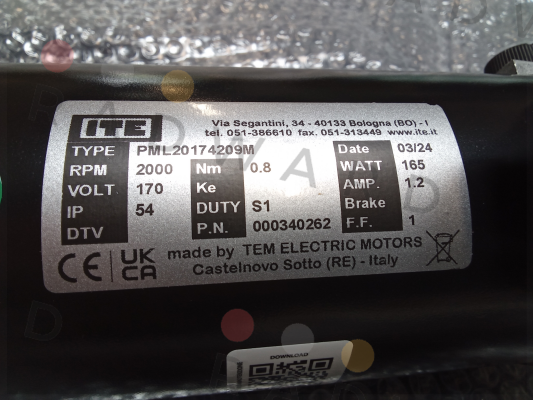 ITE
Via Segantini, 34 - 40133 Bologna (BO) - I
tel. 051-386610 fax. 051-313449 www.ite.it
TYPE PML20174209M Date 03/24
RPM 2000 Nm 0.8 WATT 165
VOLT 170 Ke AMP. 1.2
IP 54 DUTY S1 Brake
DTV P.N. 000340262 F.F. 1
CE UK CA made by TEM ELECTRIC MOTORS
Castelnovo Sotto (RE) - Italy
DOWNLOAD